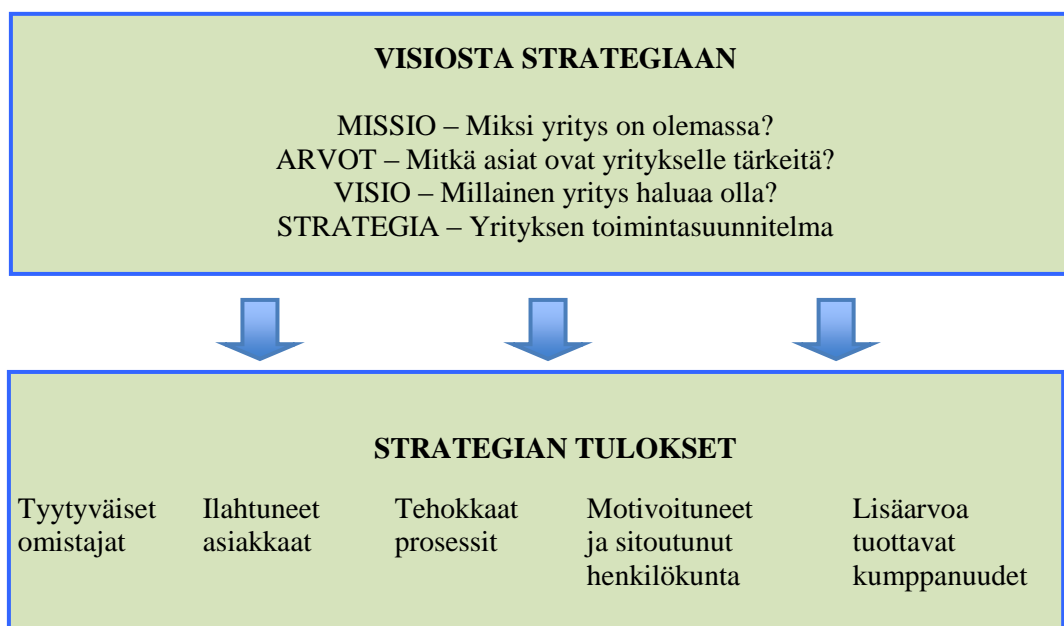 VISIOSTA STRATEGIAAN
MISSIO – Miksi yritys on olemassa?
ARVOT – Mitkä asiat ovat yritykselle tärkeitä?
VISIO – Millainen yritys haluaa olla?
STRATEGIA – Yrityksen toimintasuunnitelma
STRATEGIAN TULOKSET
Tyytyväiset
omistajat
Ilahtuneet
asiakkaat
Tehokkaat
prosessit
Motivoituneet
ja sitoutunut
henkilökunta
Lisäarvoa
tuottavat
kumppanuudet